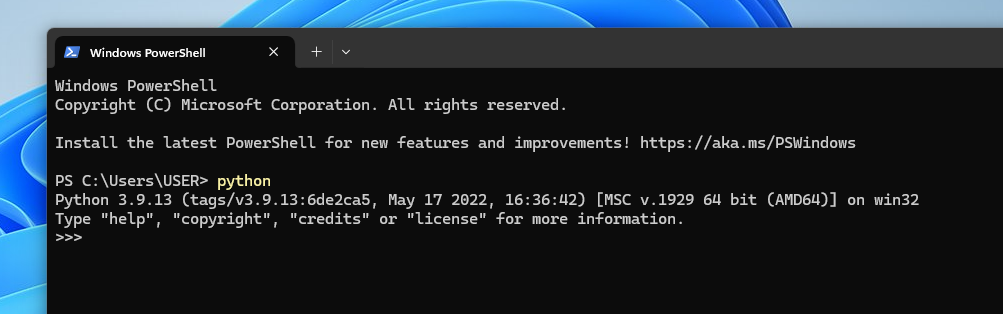 Windows PowerShell
Windows PowerShell
Copyright (C) Microsoft Corporation. All rights reserved.
Install the latest PowerShell for new features and improvements! https://aka.ms/PSWindows
PS C:\Users\USER> python
Python 3.9.13 (tags/v3.9.13:6de2ca5, May 17 2022, 16:36:42) [MSC v.1929 64 bit (AMD64)] on win32
Type "help", "copyright", "credits" or "license" for more information.
>>>